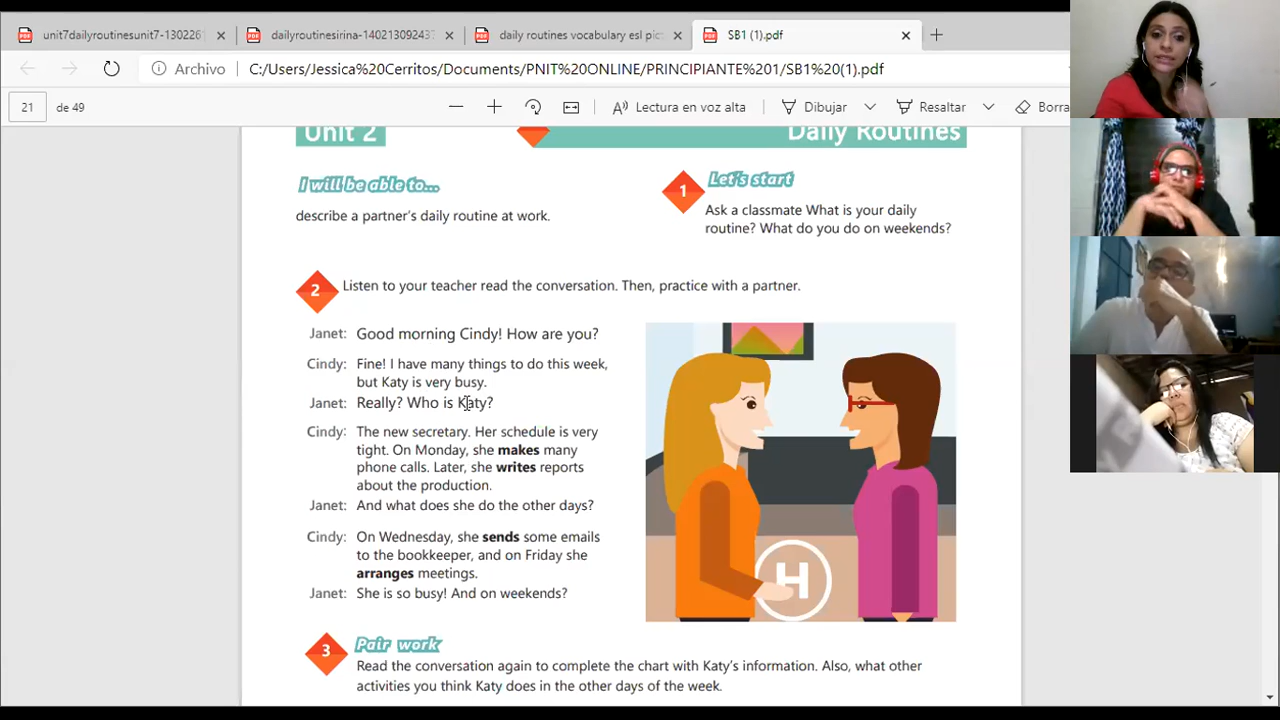 unit7dailyroutinesunit7-130226
dailyroutinesirina-140213092437
daily routines vocabulary esl pict
SB1 (1).pdf
Archivo
C:/Users/Jessica%20Cerritos/Documents/PNIT%20ONLINE/PRINCIPIANTE%201/SB1%20(1).pdf
21 de 49
Lectura en voz alta
Dibujar
Resaltar
Borra
Unit 2
Daily Routines
I will be able to...
describe a partner's daily routine at work.
1 Let's start
Ask a classmate What is your daily
routine? What do you do on weekends?
2 Listen to your teacher read the conversation. Then, practice with a partner.
Janet: Good morning Cindy! How are you?
Cindy: Fine! I have many things to do this week,
but Katy is very busy.
Janet: Really? Who is Katy?
Cindy: The new secretary. Her schedule is very
tight. On Monday, she makes many
phone calls. Later, she writes reports
about the production.
Janet: And what does she do the other days?
Cindy: On Wednesday, she sends some emails
to the bookkeeper, and on Friday she
arranges meetings.
Janet: She is so busy! And on weekends?
H
3 Pair work
Read the conversation again to complete the chart with Katy's information. Also, what other
activities you think Katy does in the other days of the week.